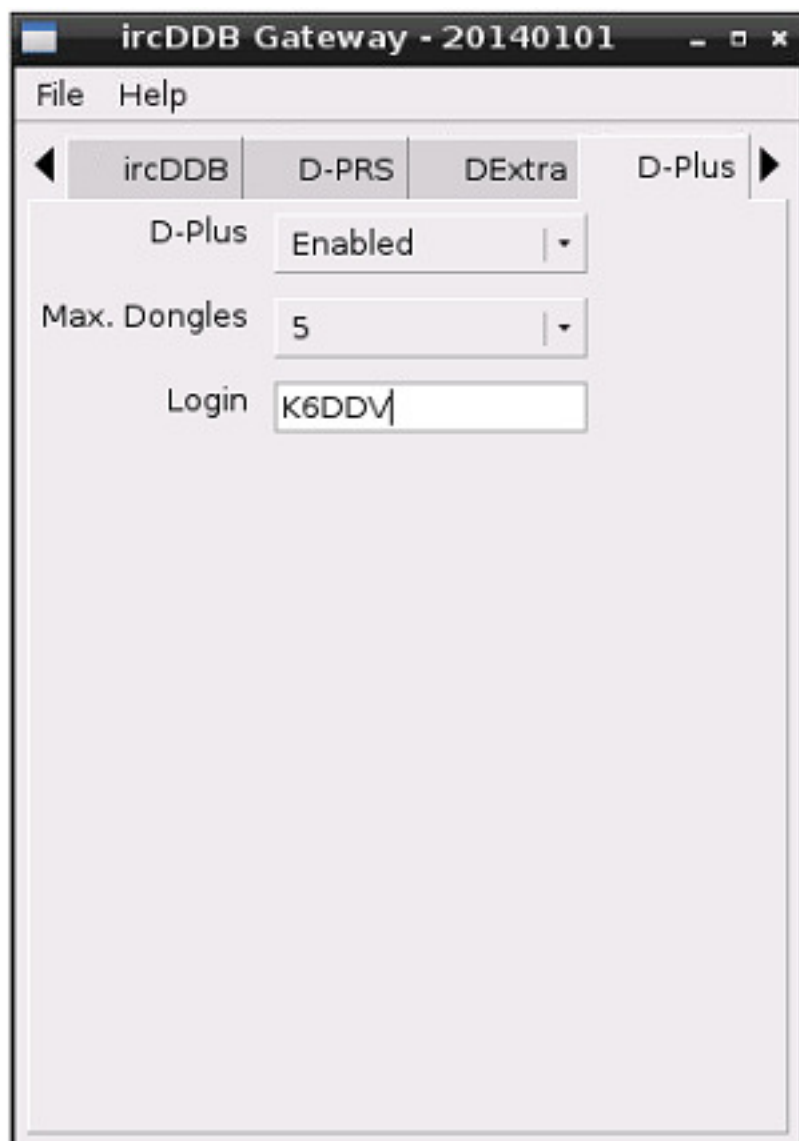 ircDDB Gateway - 20140101
File Help
ircDDB D-PRS DExtra D-Plus
D-Plus Enabled
Max. Dongles 5
Login K6DDV